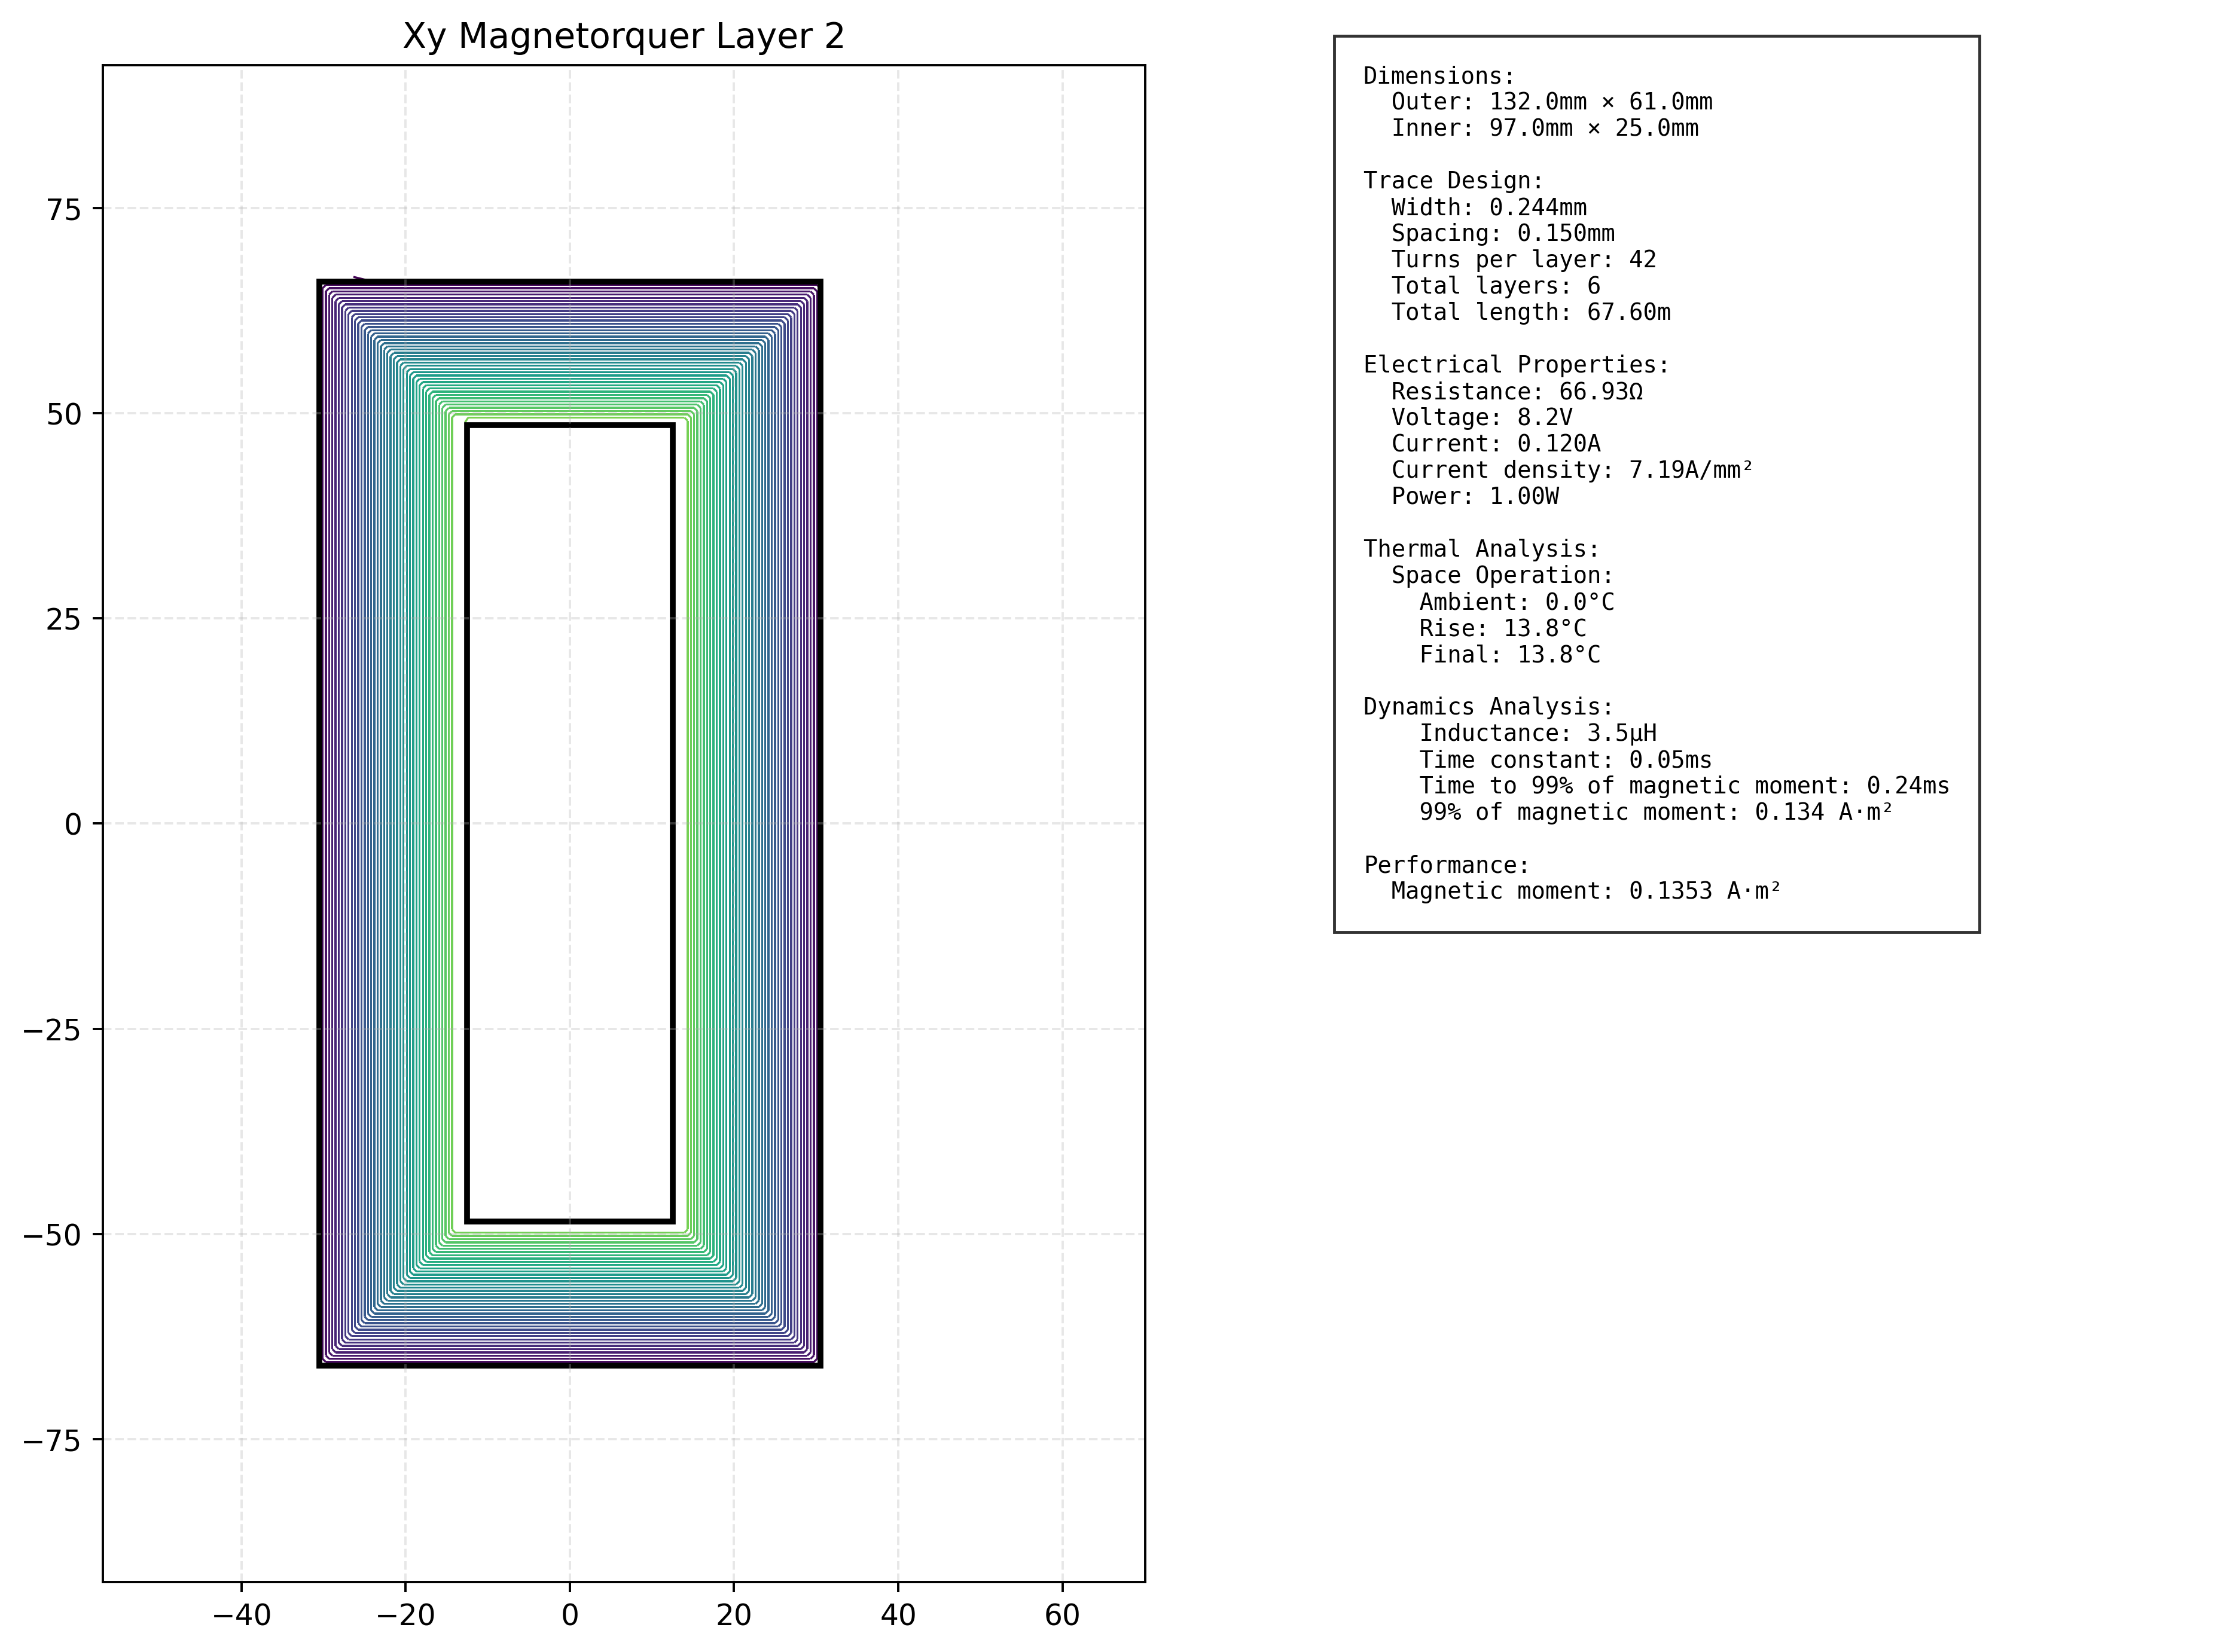 Xy Magnetorquer Layer 2
75
50
25
0
−25
−50
−75
−40
−20
0
20
40
60
Dimensions:
Outer: 132.0mm × 61.0mm
Inner: 97.0mm × 25.0mm
Trace Design:
Width: 0.244mm
Spacing: 0.150mm
Turns per layer: 42
Total layers: 6
Total length: 67.60m
Electrical Properties:
Resistance: 66.93Ω
Voltage: 8.2V
Current: 0.120A
Current density: 7.19A/mm²
Power: 1.00W
Thermal Analysis:
Space Operation:
Ambient: 0.0°C
Rise: 13.8°C
Final: 13.8°C
Dynamics Analysis:
Inductance: 3.5μH
Time constant: 0.05ms
Time to 99% of magnetic moment: 0.24ms
99% of magnetic moment: 0.134 A·m²
Performance:
Magnetic moment: 0.1353 A·m²